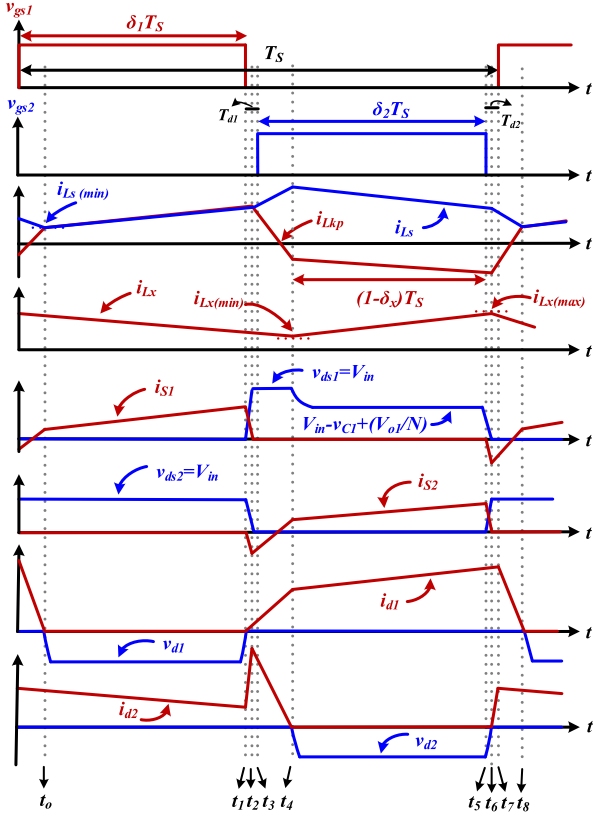 vgs1
δ1TS
TS
t
Td1
Td2
vgs2
δ2TS
t
iLs (min)
iLkp
iLs
t
iLx
iLx(min)
(1-δx)TS
iLx(max)
t
iS1
vds1=Vin
Vin-vC1+(Vo1/N)
t
vds2=Vin
iS2
t
id1
vd1
t
id2
vd2
t
to t1 t2 t3 t4 t5 t6 t7 t8